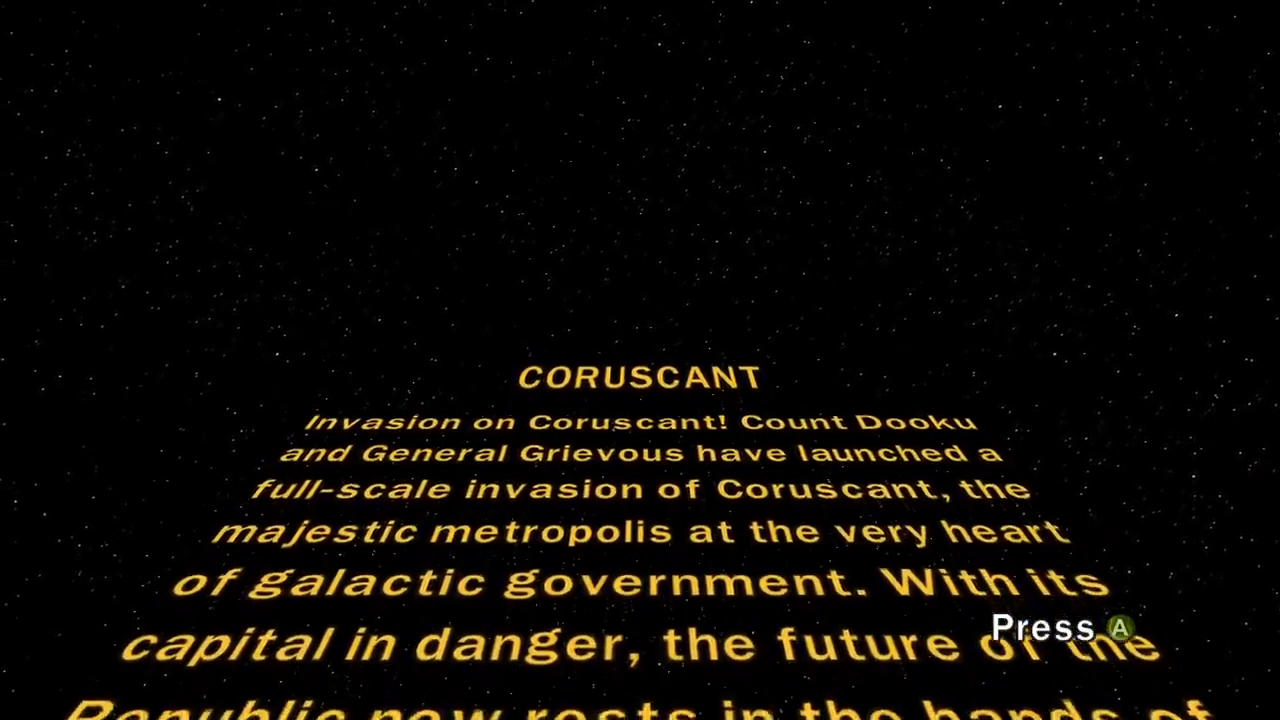 CORUSCANT
Invasion on Coruscant! Count Dooku
and General Grievous have launched a
full-scale invasion of Coruscant, the
majestic metropolis at the very heart
of galactic government. With its
capital in danger, the future of the
Republic now rests in the hands of
Press A